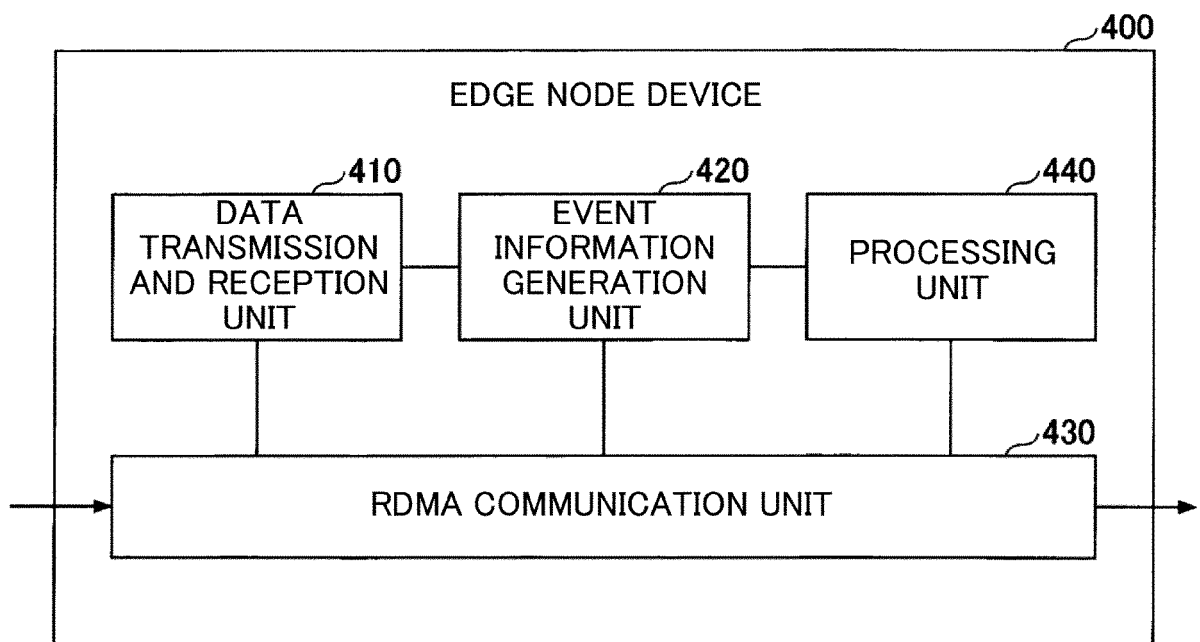 400
EDGE NODE DEVICE
410
420
440
DATA
TRANSMISSION
AND RECEPTION
UNIT
EVENT
INFORMATION
GENERATION
UNIT
PROCESSING
UNIT
430
RDMA COMMUNICATION UNIT